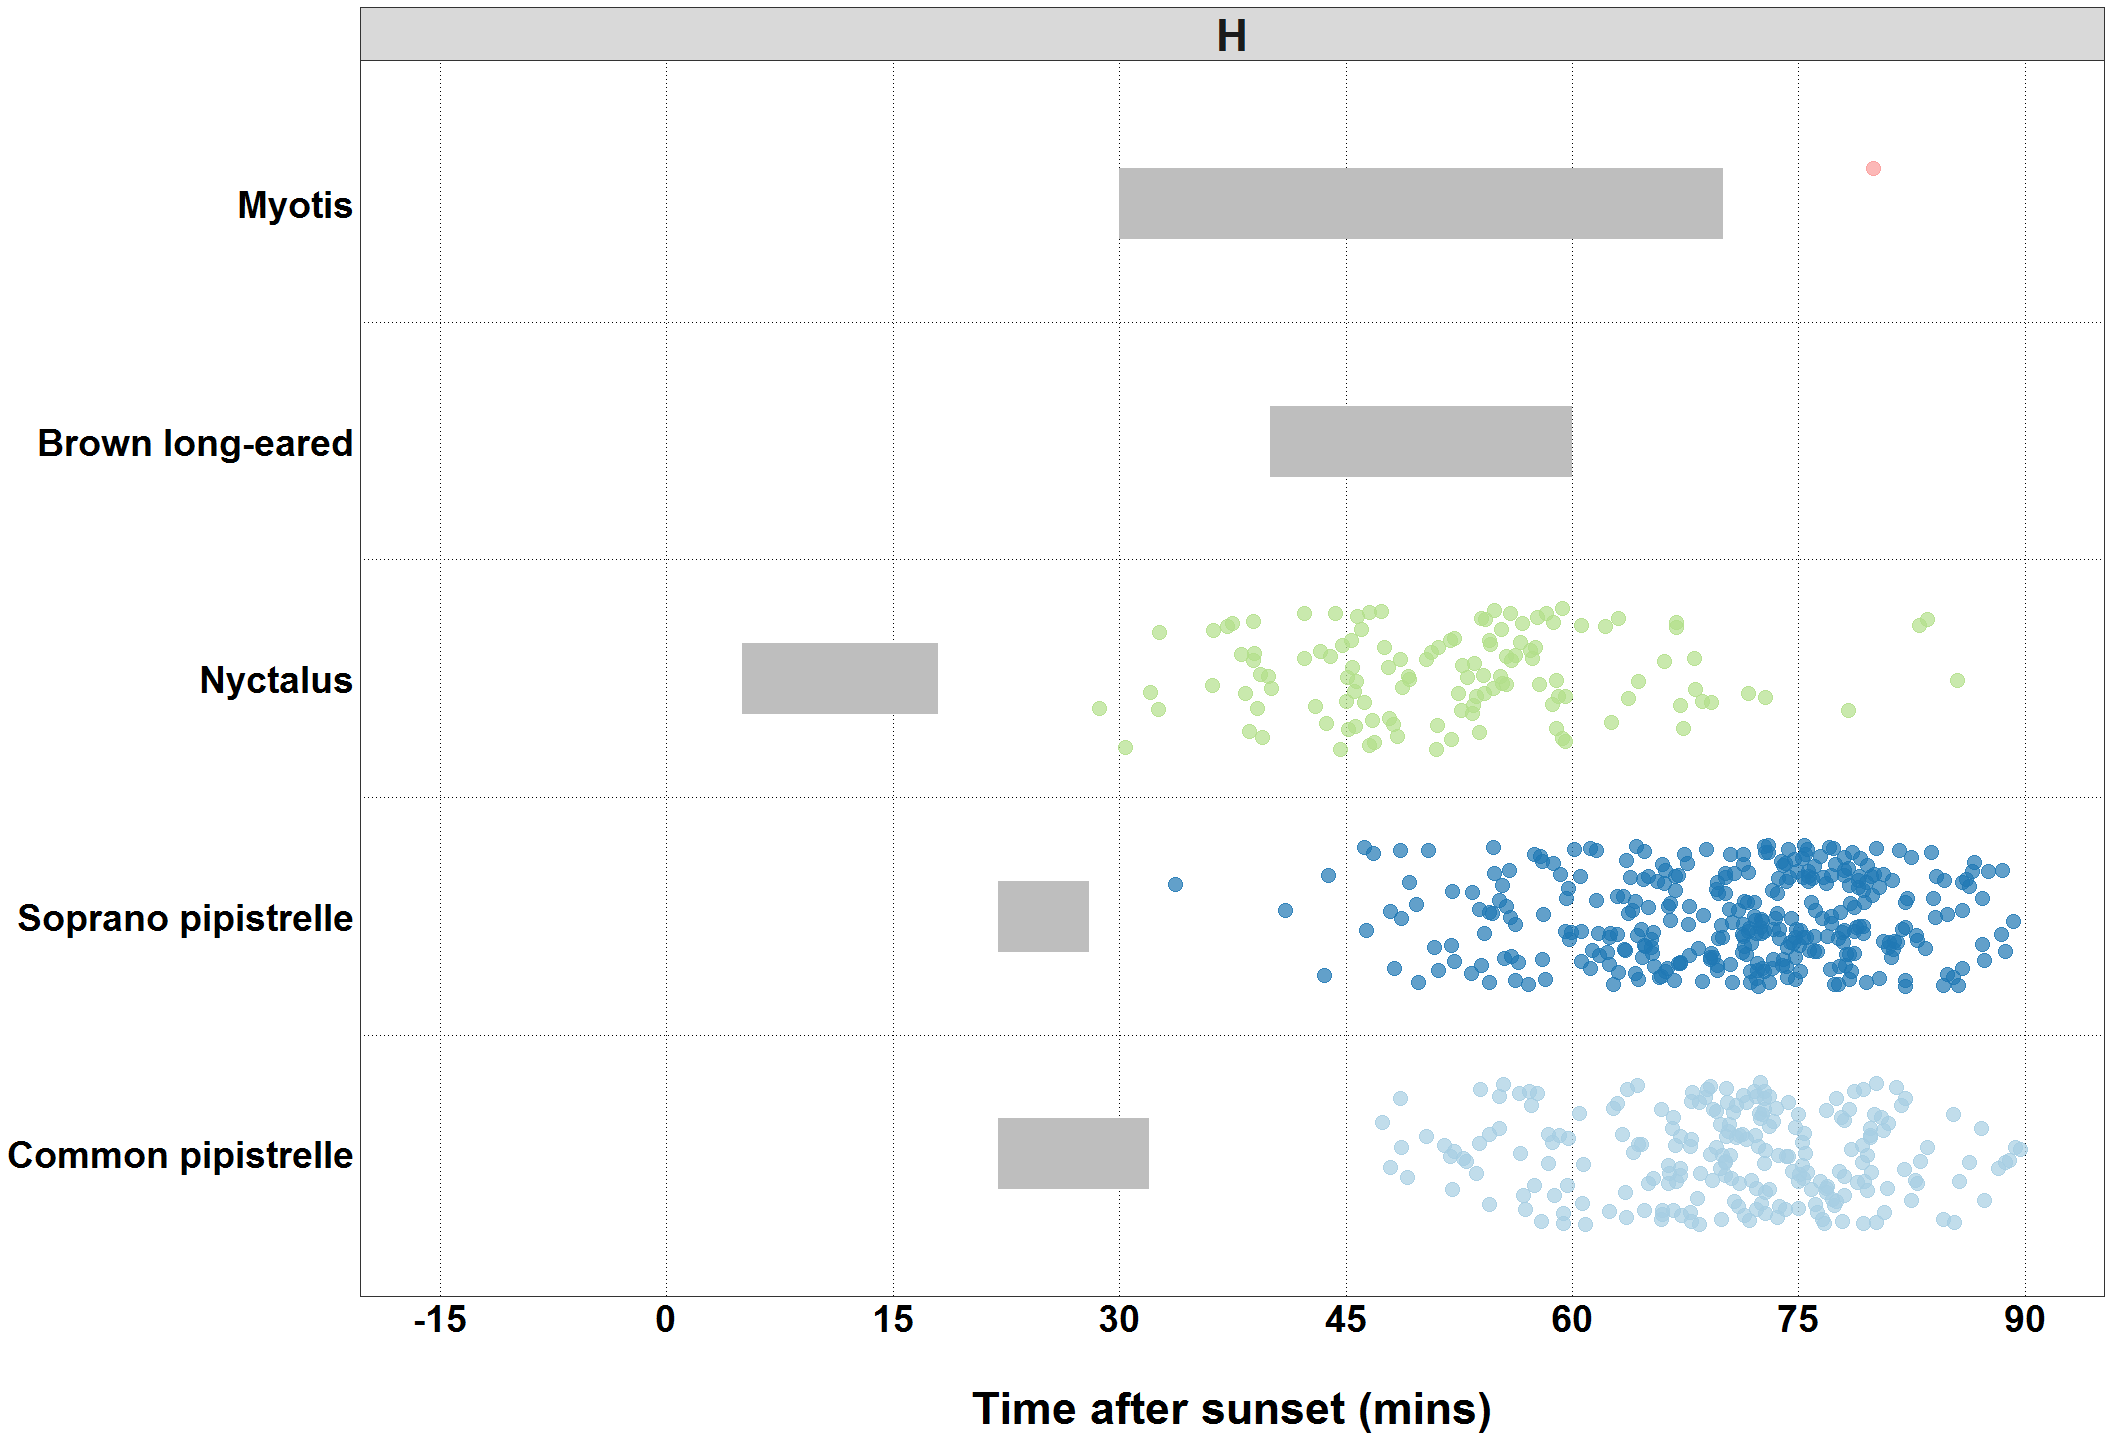 H
Myotis
Brown long-eared
Nyctalus
Soprano pipistrelle
Common pipistrelle
-15 0 15 30 45 60 75 90
Time after sunset (mins)